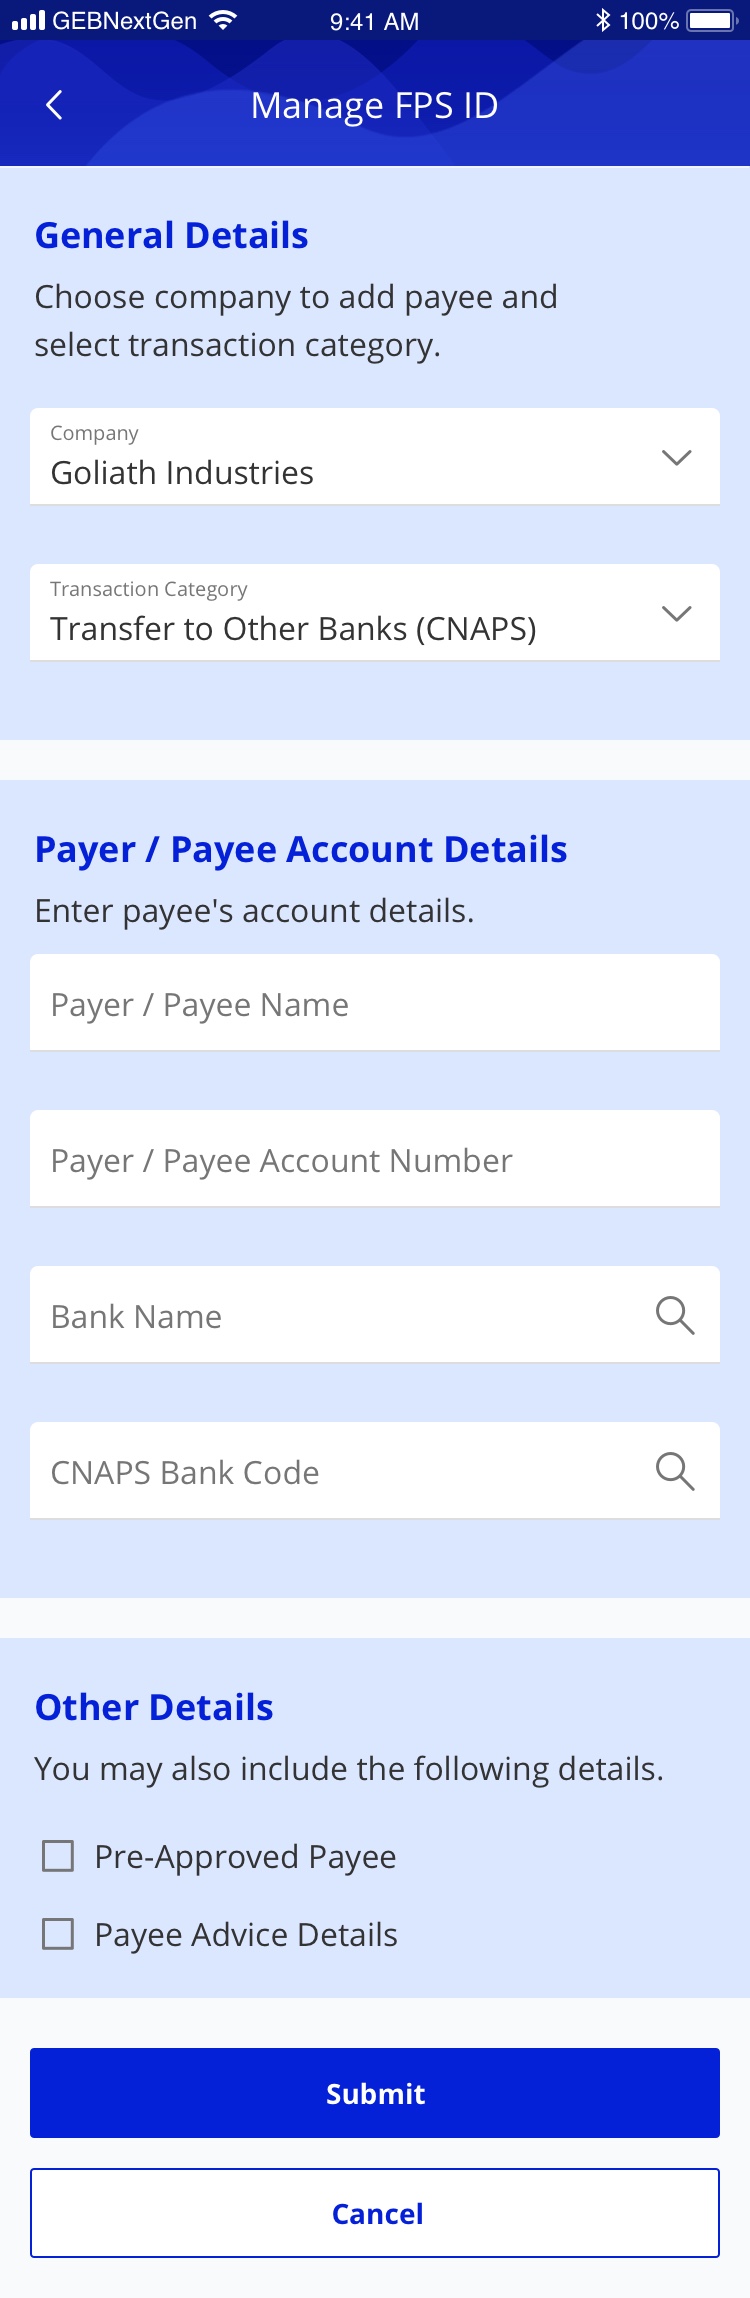 GEBNextGen 9:41 AM 100%
Manage FPS ID
General Details
Choose company to add payee and
select transaction category.
Company
Goliath Industries
Transaction Category
Transfer to Other Banks (CNAPS)
Payer / Payee Account Details
Enter payee's account details.
Payer / Payee Name
Payer / Payee Account Number
Bank Name
CNAPS Bank Code
Other Details
You may also include the following details.
Pre-Approved Payee
Payee Advice Details
Submit
Cancel